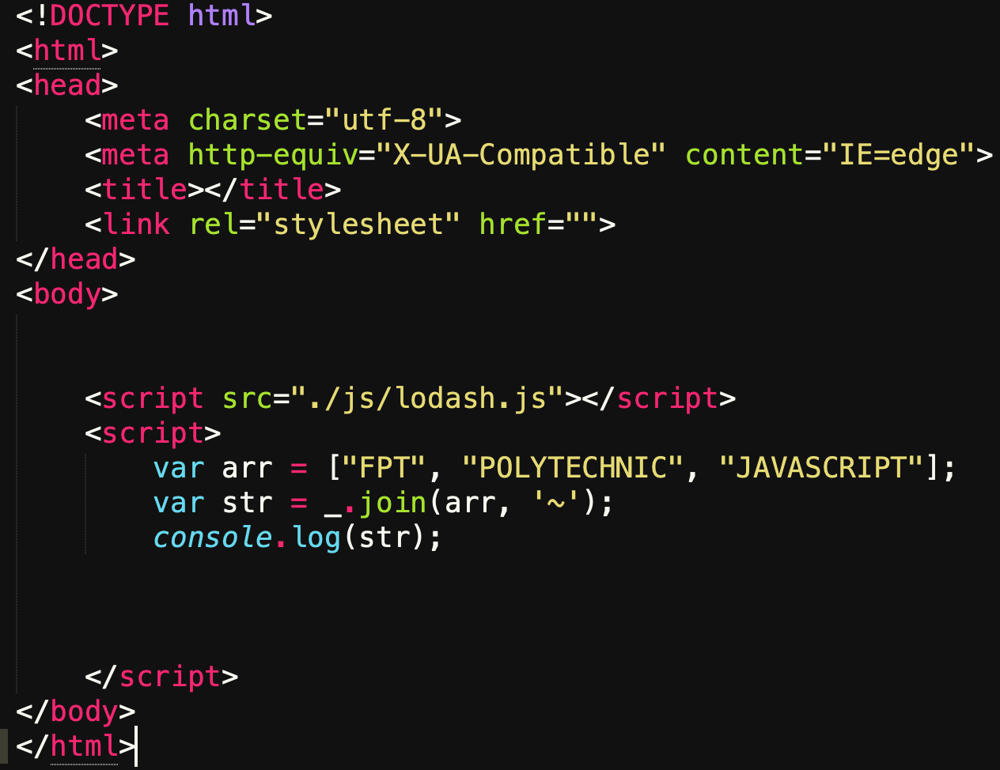 <!DOCTYPE html>
<html>
<head>
    <meta charset="utf-8">
    <meta http-equiv="X-UA-Compatible" content="IE=edge">
    <title></title>
    <link rel="stylesheet" href="">
</head>
<body>
    <script src="./js/lodash.js"></script>
    <script>
        var arr = ["FPT", "POLYTECHNIC", "JAVASCRIPT"];
        var str = _.join(arr, '~');
        console.log(str);
    </script>
</body>
</html>